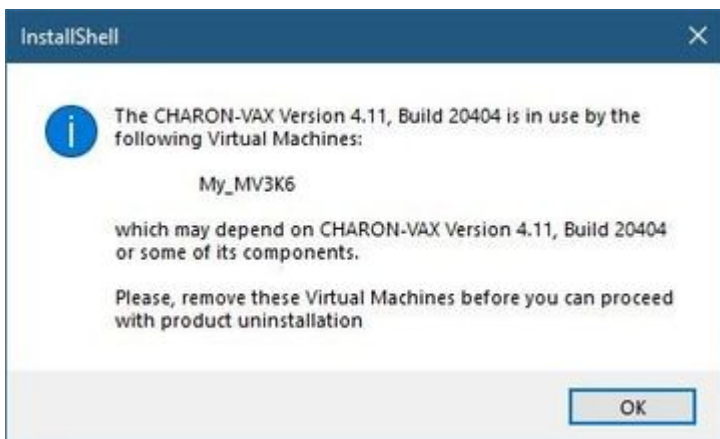 InstallShell
The CHARON-VAX Version 4.11, Build 20404 is in use by the
following Virtual Machines:
My_MV3K6
which may depend on CHARON-VAX Version 4.11, Build 20404
or some of its components.
Please, remove these Virtual Machines before you can proceed
with product uninstallation
OK